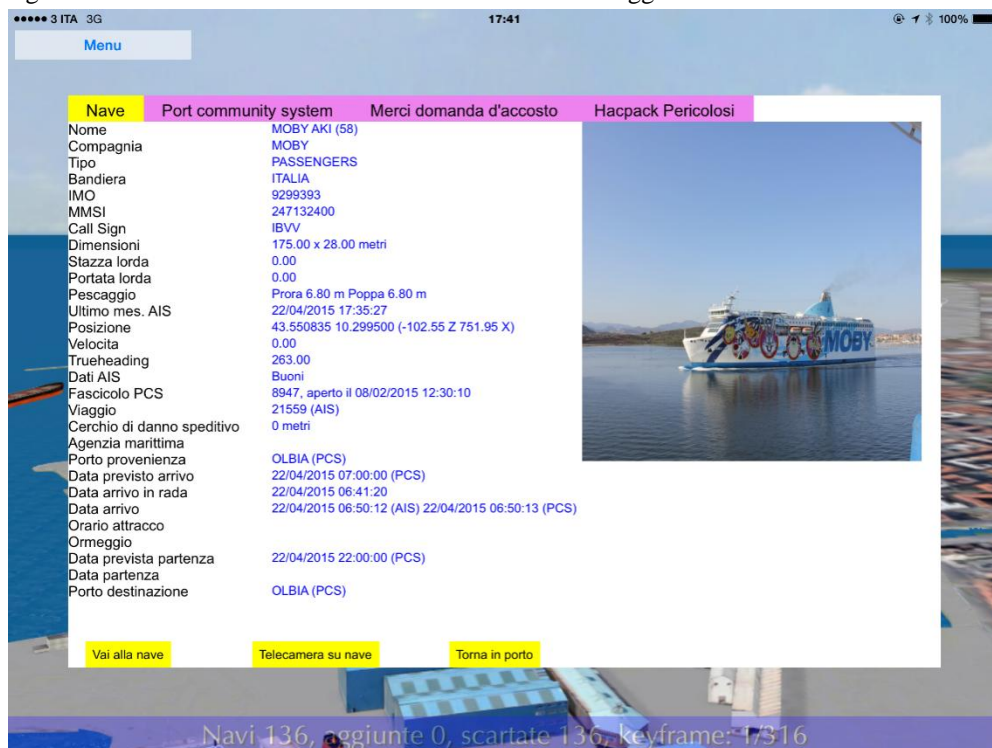 ●●●●● 3 ITA 3G 17:41 100%
Menu
Nave Port community system Merci domanda d'accosto Hacpack Pericolosi
Nome MOBY AKI (58)
Compagnia MOBY
Tipo PASSENGERS
Bandiera ITALIA
IMO 9299393
MMSI 247132400
Call Sign IBVV
Dimensioni 175.00 x 28.00 metri
Stazza lorda 0.00
Portata lorda 0.00
Pescaggio Prora 6.80 m Poppa 6.80 m
Ultimo mes. AIS 22/04/2015 17:35:27
Posizione 43.550835 10.299500 (-102.55 Z 751.95 X)
Velocita 0.00
Trueheading 263.00
Dati AIS Buoni
Fascicolo PCS 8947, aperto il 08/02/2015 12:30:10
Viaggio 21559 (AIS)
Cerchio di danno speditivo 0 metri
Agenzia marittima
Porto provenienza OLBIA (PCS)
Data previsto arrivo 22/04/2015 07:00:00 (PCS)
Data arrivo in rada 22/04/2015 06:41:20
Data arrivo 22/04/2015 06:50:12 (AIS) 22/04/2015 06:50:13 (PCS)
Orario attracco
Ormeggio
Data prevista partenza 22/04/2015 22:00:00 (PCS)
Data partenza
Porto destinazione OLBIA (PCS)
MOBY
Vai alla nave Telecamera su nave Torna in porto
Navi 136, aggiunte 0, scartate 136, keyframe: 1/316